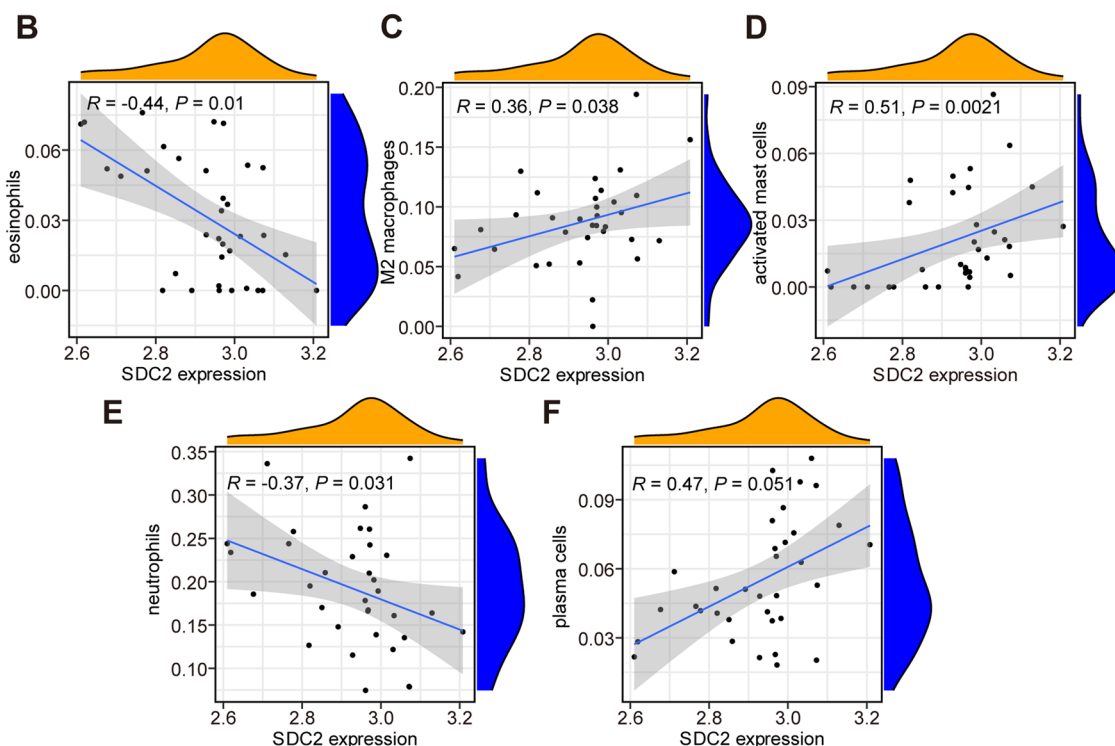 B
R = -0.44, P = 0.01
eosinophils
0.06
0.03
0.00
2.6 2.8 3.0 3.2
SDC2 expression
C
R = 0.36, P = 0.038
M2 macrophages
0.20
0.15
0.10
0.05
0.00
2.6 2.8 3.0 3.2
SDC2 expression
D
R = 0.51, P = 0.0021
activated mast cells
0.09
0.06
0.03
0.00
2.6 2.8 3.0 3.2
SDC2 expression
E
R = -0.37, P = 0.031
neutrophils
0.35
0.30
0.25
0.20
0.15
0.10
2.6 2.8 3.0 3.2
SDC2 expression
F
R = 0.47, P = 0.051
plasma cells
0.09
0.06
0.03
2.6 2.8 3.0 3.2
SDC2 expression